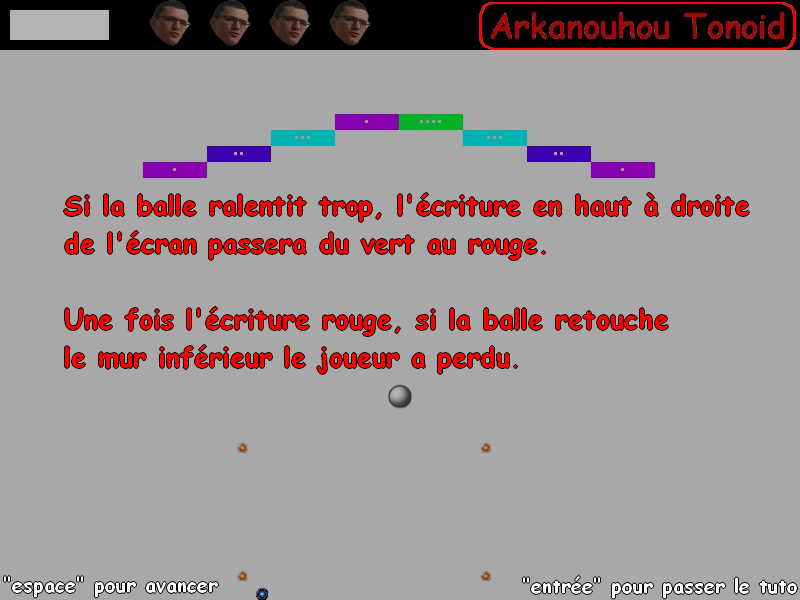 Arkanouhou Tonoid
Si la balle ralentit trop, l'écriture en haut à droite
de l'écran passera du vert au rouge.
Une fois l'écriture rouge, si la balle retouche
le mur inférieur le joueur a perdu.
"espace" pour avancer
"entrée" pour passer le tuto